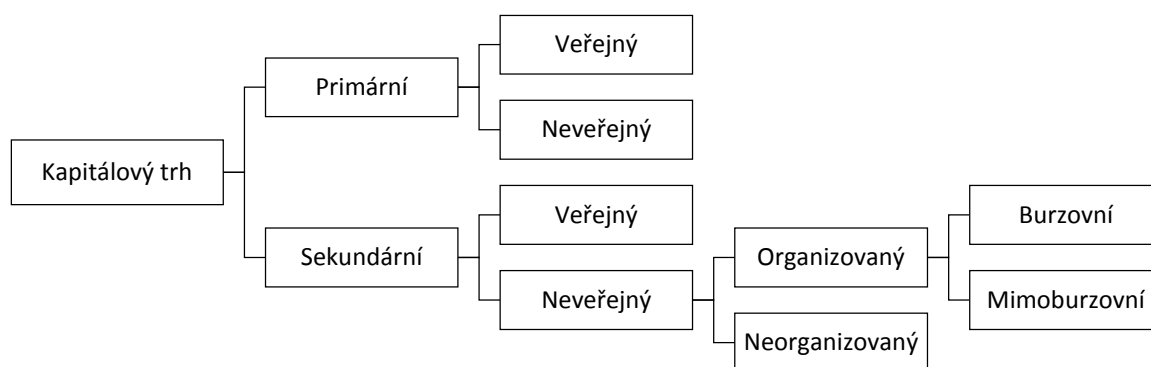 Kapitálový trh
Primární
Veřejný
Neveřejný
Sekundární
Veřejný
Neveřejný
Organizovaný
Burzovní
Mimoburzovní
Neorganizovaný